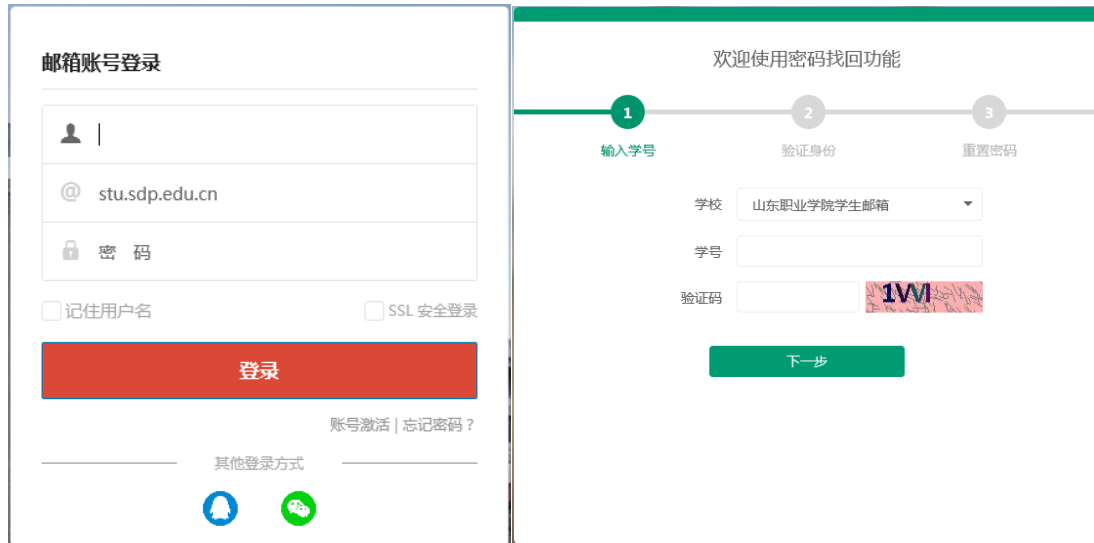 邮箱账号登录
@ stu.sdp.edu.cn
密 码
记住用户名
SSL 安全登录
登录
账号激活 | 忘记密码？
其他登录方式
欢迎使用密码找回功能
1 2 3
输入学号 验证身份 重置密码
学校 山东职业学院学生邮箱
学号
验证码
下一步